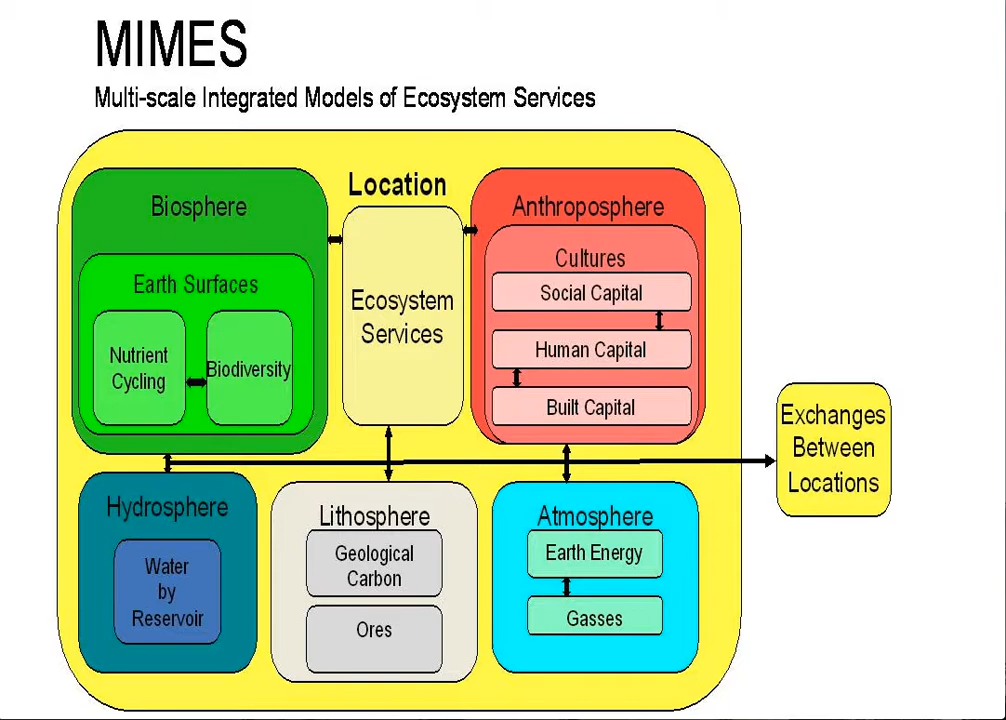 MIMES
Multi-scale Integrated Models of Ecosystem Services
Location
Biosphere
Earth Surfaces
Nutrient
Cycling
Biodiversity
Ecosystem
Services
Anthroposphere
Cultures
Social Capital
Human Capital
Built Capital
Exchanges
Between
Locations
Hydrosphere
Water
by
Reservoir
Lithosphere
Geological
Carbon
Ores
Atmosphere
Earth Energy
Gasses